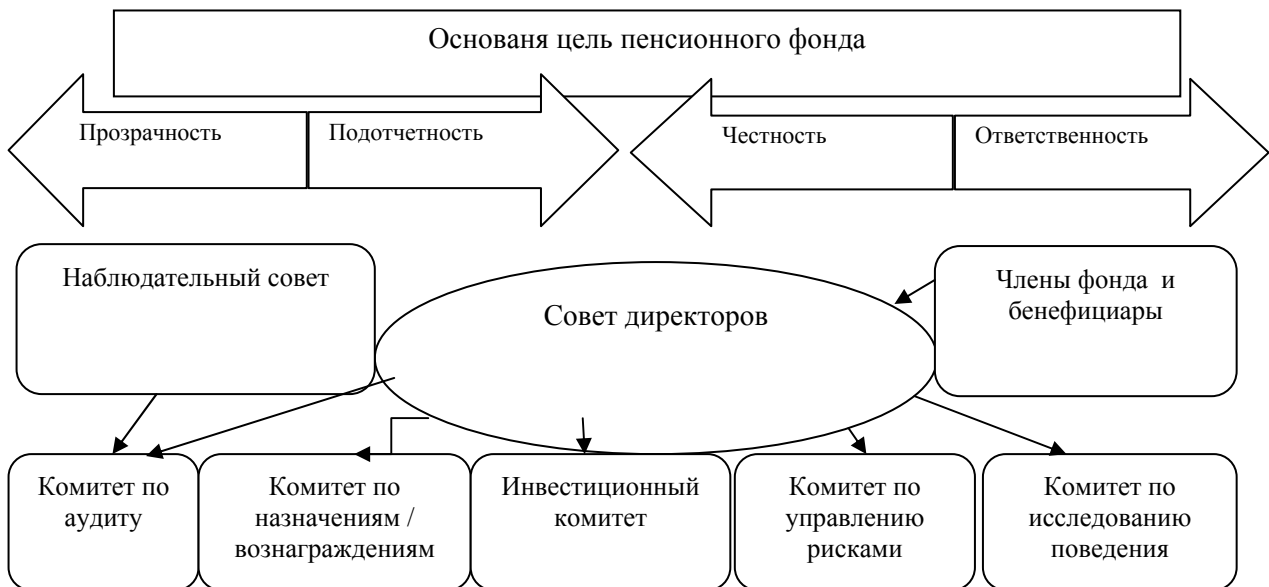 Основаня цель пенсионного фонда
Прозрачность
Подотчетность
Честность
Ответственность
Наблюдательный совет
Совет директоров
Члены фонда и
бенефициары
Комитет по
аудиту
Комитет по
назначениям /
вознаграждениям
Инвестиционный
комитет
Комитет по
управлению
рисками
Комитет по
исследованию
поведения